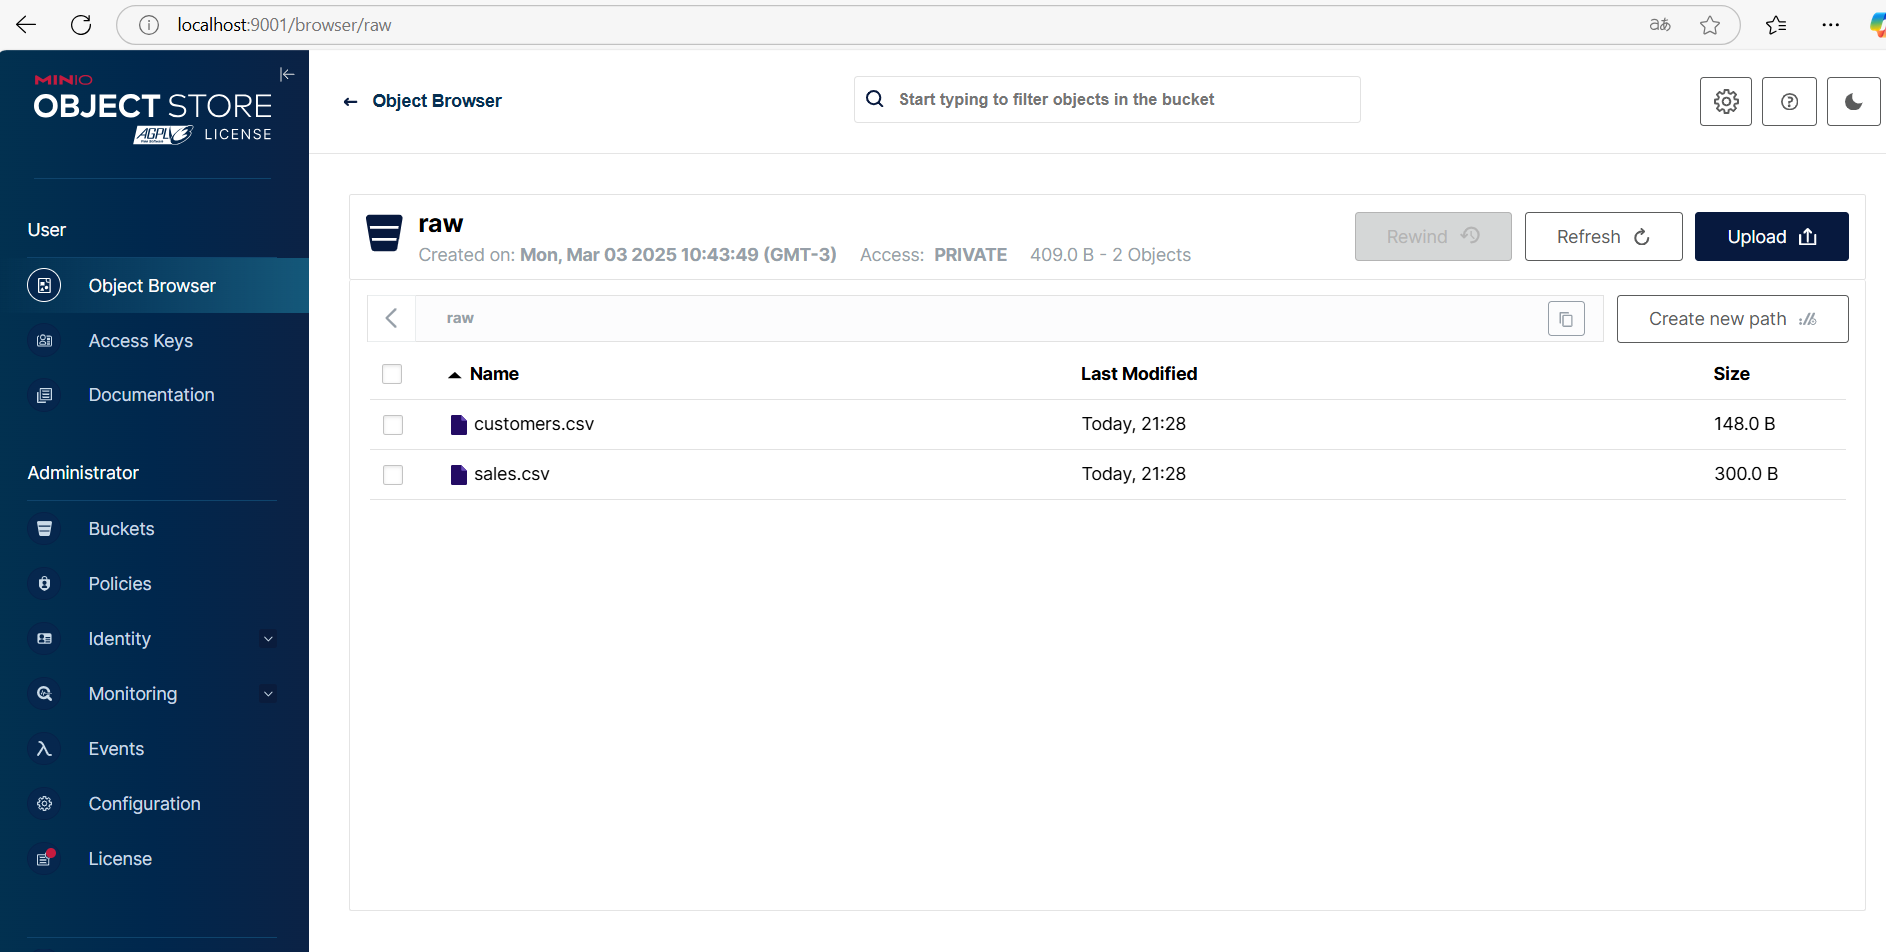 localhost:9001/browser/raw
MINIO
OBJECT STORE
AGPL V3 LICENSE
User
Object Browser
Access Keys
Documentation
Administrator
Buckets
Policies
Identity
Monitoring
Events
Configuration
License
Object Browser
Start typing to filter objects in the bucket
raw
Created on: Mon, Mar 03 2025 10:43:49 (GMT-3) Access: PRIVATE 409.0 B - 2 Objects
Rewind Refresh Upload
raw
Create new path
Name Last Modified Size
customers.csv Today, 21:28 148.0 B
sales.csv Today, 21:28 300.0 B